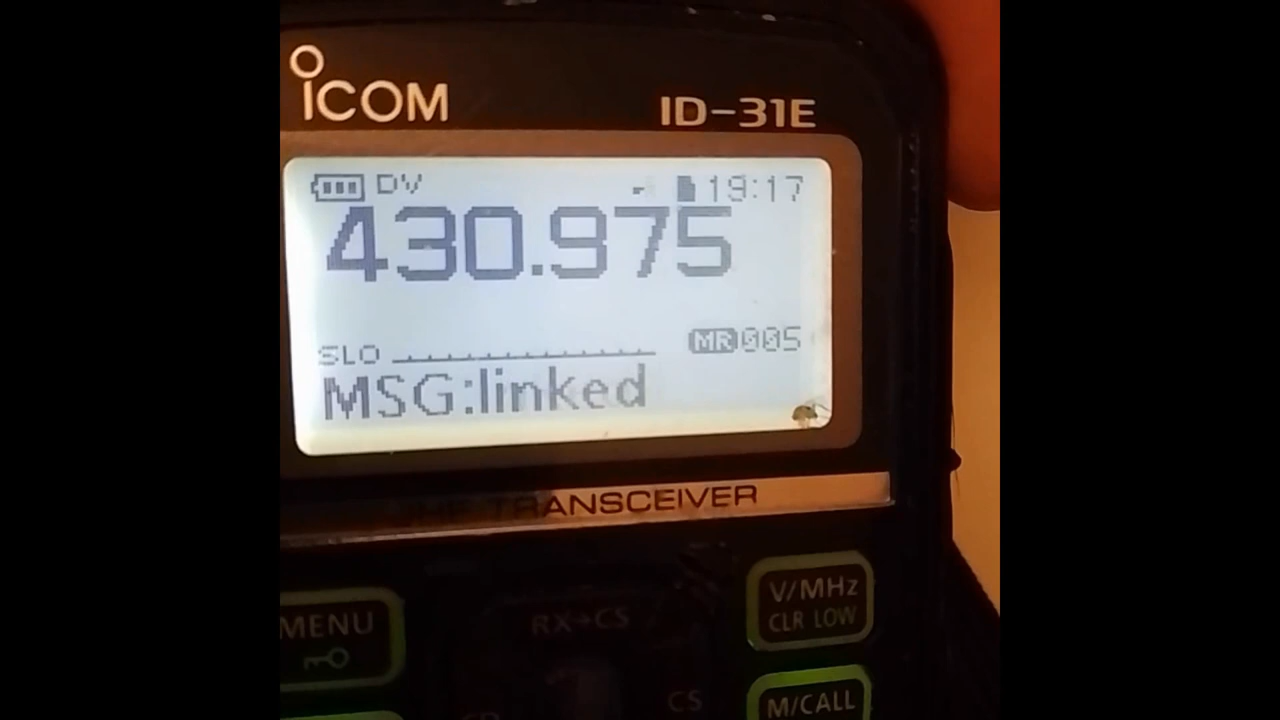 ICOM
ID-31E
DV 19:17
430.975
MR 005
SLO
MSG:linked
UHF TRANSCEIVER
V/MHz
CLR LOW
MENU
RX→CS
CS
M/CALL